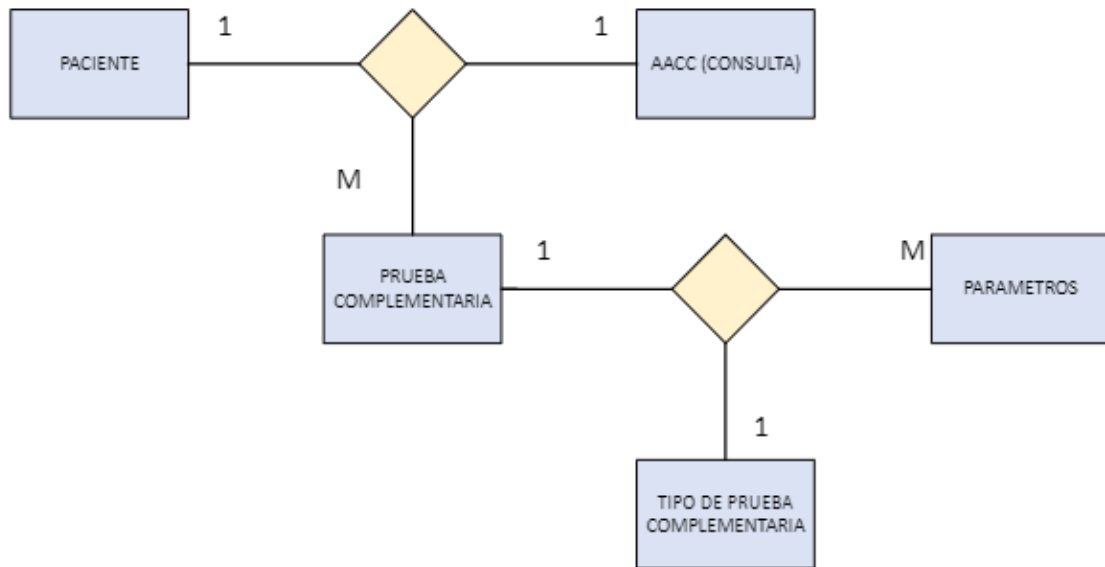 1
1
PACIENTE
AACC (CONSULTA)
M
1
M
PRUEBA
COMPLEMENTARIA
PARAMETROS
1
TIPO DE PRUEBA
COMPLEMENTARIA